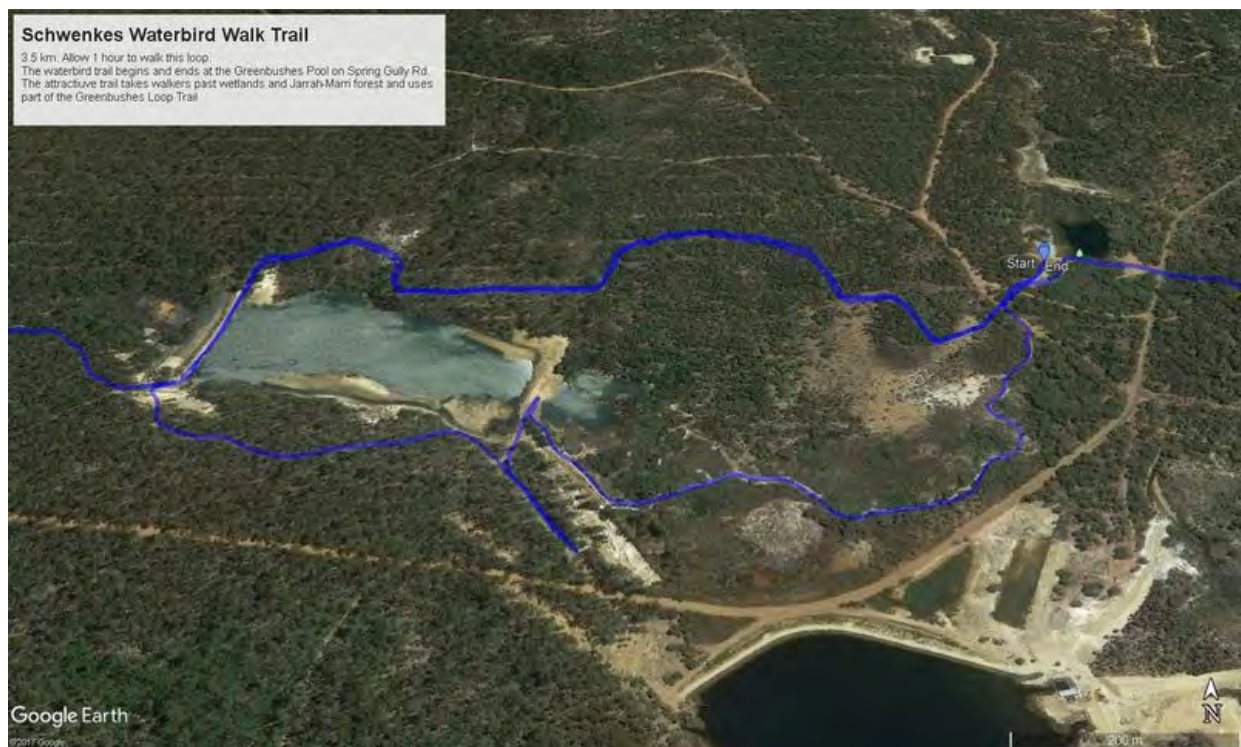 Schwenkes Waterbird Walk Trail
3.5 km. Allow 1 hour to walk this loop.
The waterbird trail begins and ends at the Greenbushes Pool on Spring Gully Rd.
The attractiuve trail takes walkers past wetlands and Jarrah-Marri forest and uses
part of the Greenbushes Loop Trail
Start
End
Google Earth
©2017 Google
N
200 m